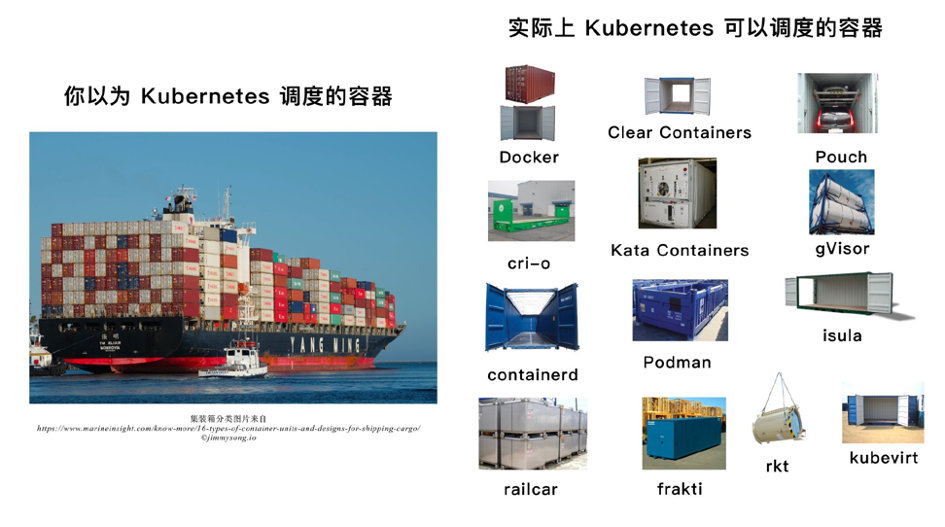 你以为 Kubernetes 调度的容器
YANG MING
集装箱分类图片来自
https://www.marineinsight.com/know-more/16-types-of-container-units-and-designs-for-shipping-cargo/
©jimmysong.io
实际上 Kubernetes 可以调度的容器
Docker
Clear Containers
Pouch
cri-o
Kata Containers
gVisor
containerd
Podman
isula
railcar
frakti
rkt
kubevirt